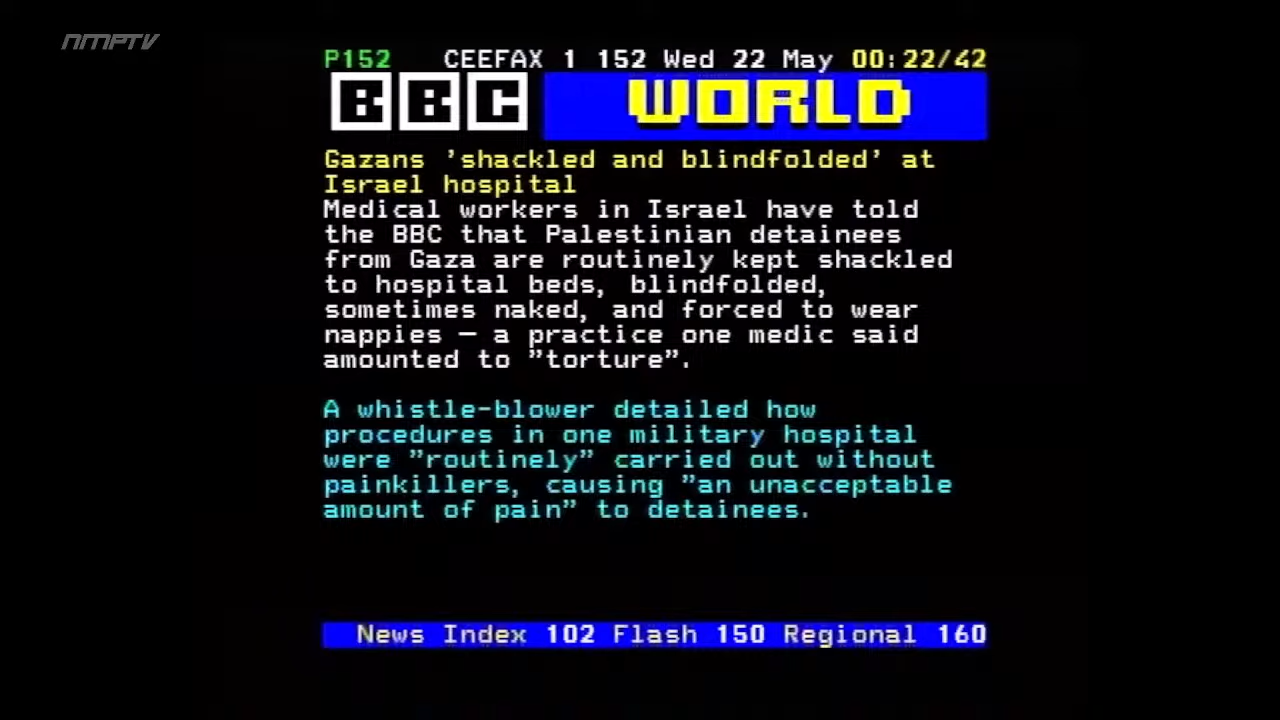 NMPTV
P152 CEEFAX 1 152 Wed 22 May 00:22/42
BBC WORLD
Gazans 'shackled and blindfolded' at
Israel hospital
Medical workers in Israel have told
the BBC that Palestinian detainees
from Gaza are routinely kept shackled
to hospital beds, blindfolded,
sometimes naked, and forced to wear
nappies — a practice one medic said
amounted to "torture".
A whistle-blower detailed how
procedures in one military hospital
were "routinely" carried out without
painkillers, causing "an unacceptable
amount of pain" to detainees.
News Index 102 Flash 150 Regional 160